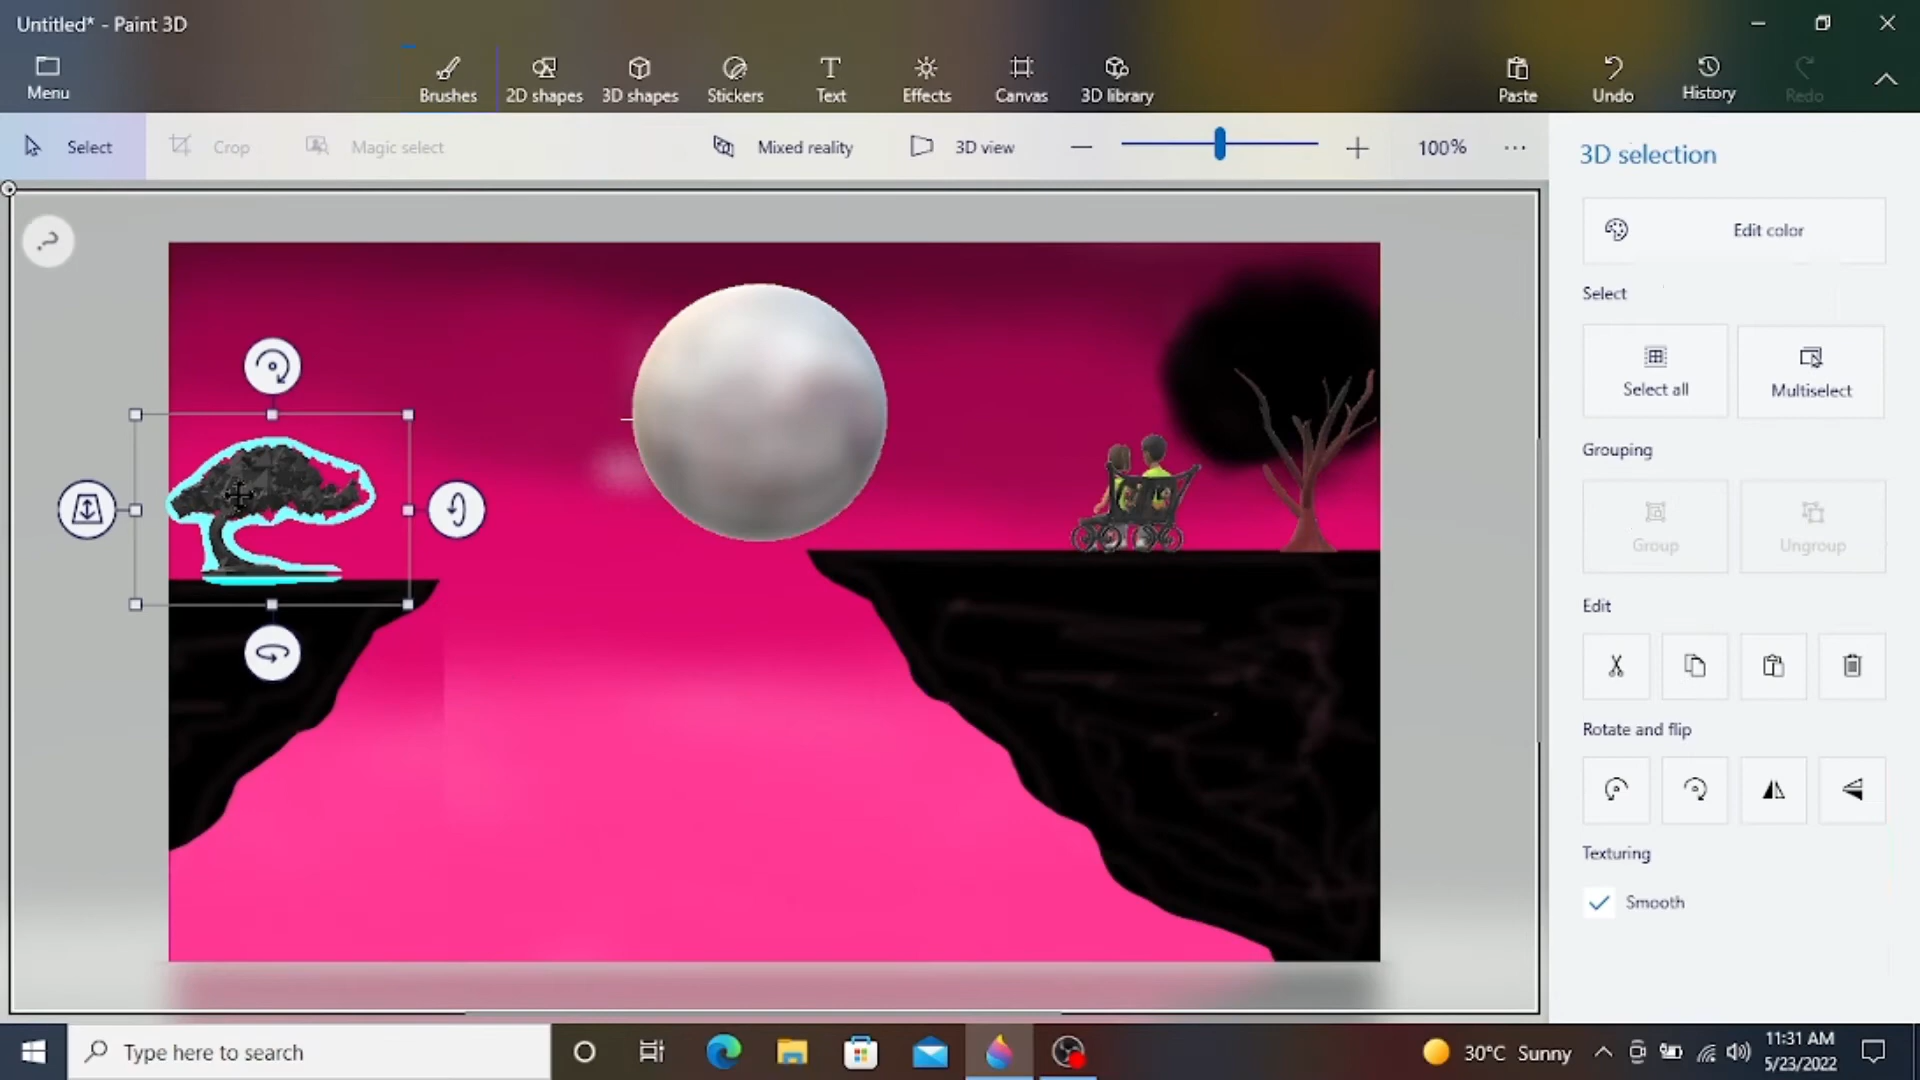 Untitled* - Paint 3D
Menu
Brushes
2D shapes
3D shapes
Stickers
Text
Effects
Canvas
3D library
Paste
Undo
History
Redo
Select
Crop
Magic select
Mixed reality
3D view
100%
3D selection
Edit color
Select
Select all
Multiselect
Grouping
Group
Ungroup
Edit
Rotate and flip
Texturing
Smooth
Type here to search
30°C Sunny
11:31 AM
5/23/2022